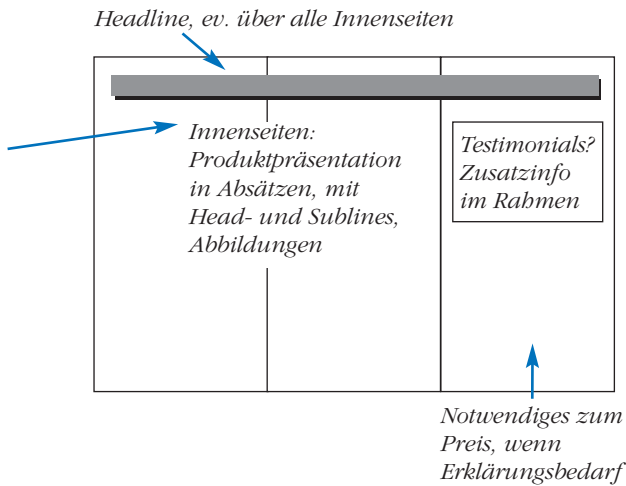 Headline, ev. über alle Innenseiten
Innenseiten:
Produktpräsentation
in Absätzen, mit
Head- und Sublines,
Abbildungen
Testimonials?
Zusatzinfo
im Rahmen
Notwendiges zum
Preis, wenn
Erklärungsbedarf